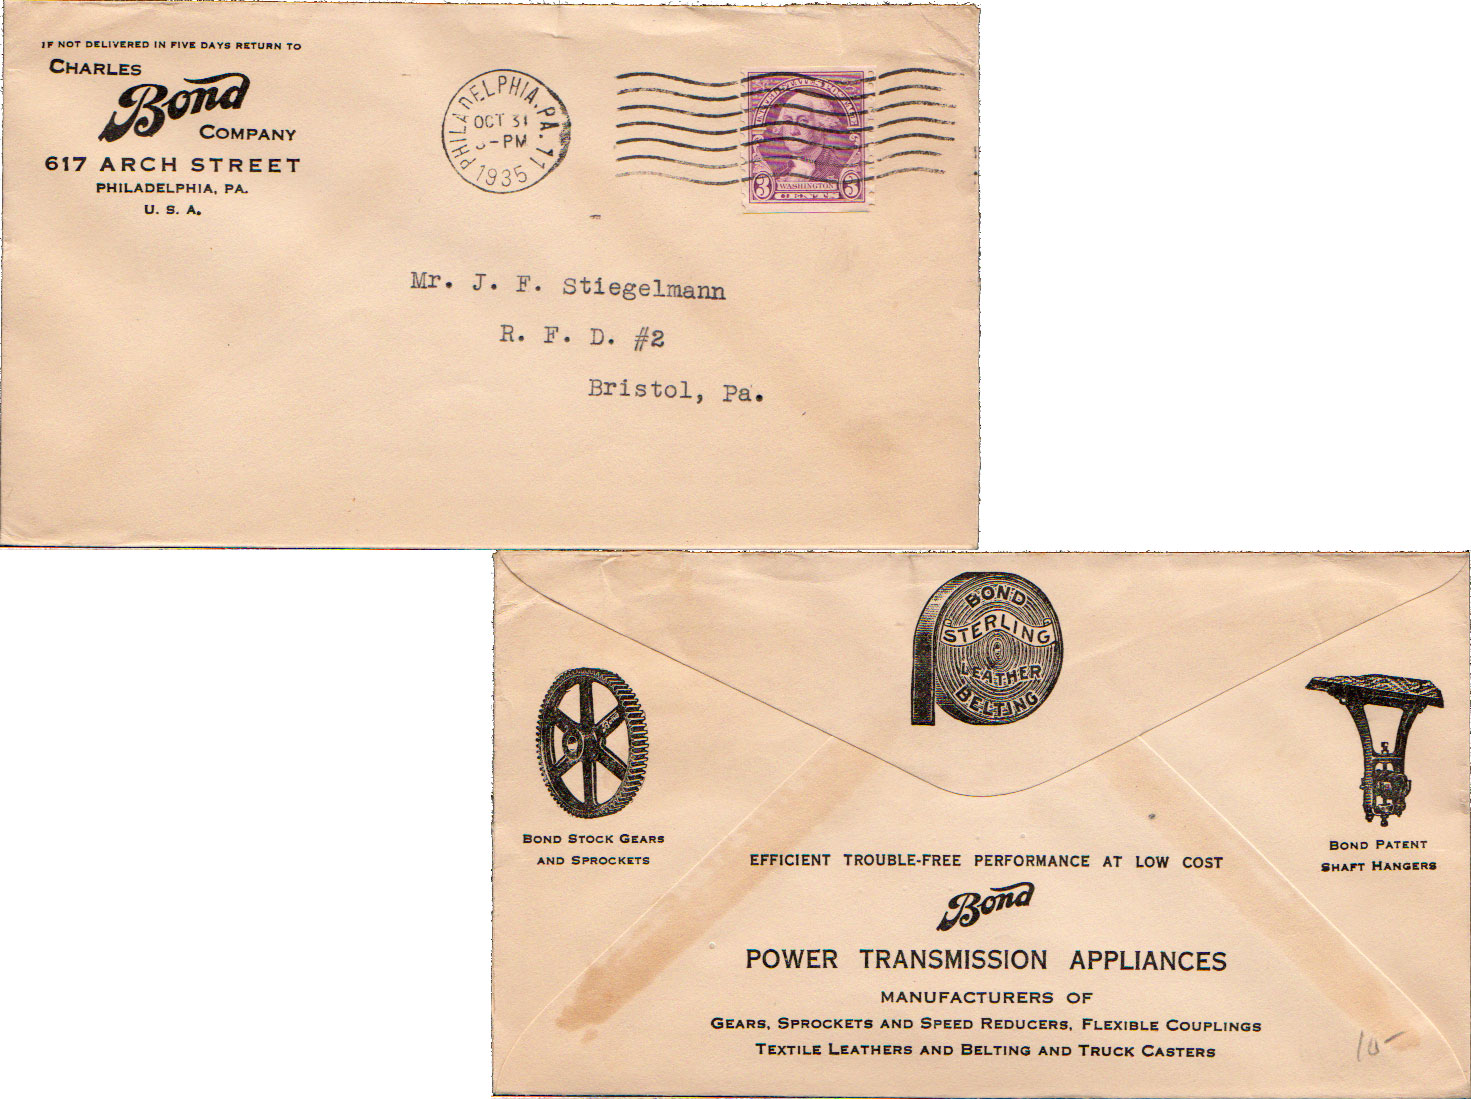 IF NOT DELIVERED IN FIVE DAYS RETURN TO
CHARLES
Bond
COMPANY
617 ARCH STREET
PHILADELPHIA, PA.
U. S. A.
PHILADELPHIA, PA. 11
OCT 31
-PM
1935
3 WASHINGTON 3
CENTS
Mr. J. F. Stiegelmann
R. F. D. #2
Bristol, Pa.
BOND
STERLING
LEATHER
BELTING
BOND STOCK GEARS
AND SPROCKETS
BOND PATENT
SHAFT HANGERS
EFFICIENT TROUBLE-FREE PERFORMANCE AT LOW COST
Bond
POWER TRANSMISSION APPLIANCES
MANUFACTURERS OF
GEARS, SPROCKETS AND SPEED REDUCERS, FLEXIBLE COUPLINGS
TEXTILE LEATHERS AND BELTING AND TRUCK CASTERS
10-